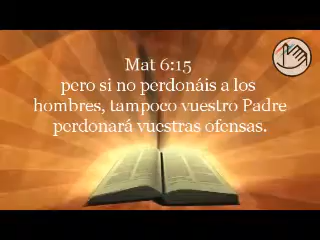 Mat 6:15
pero si no perdonáis a los
hombres, tampoco vuestro Padre
perdonará vuestras ofensas.